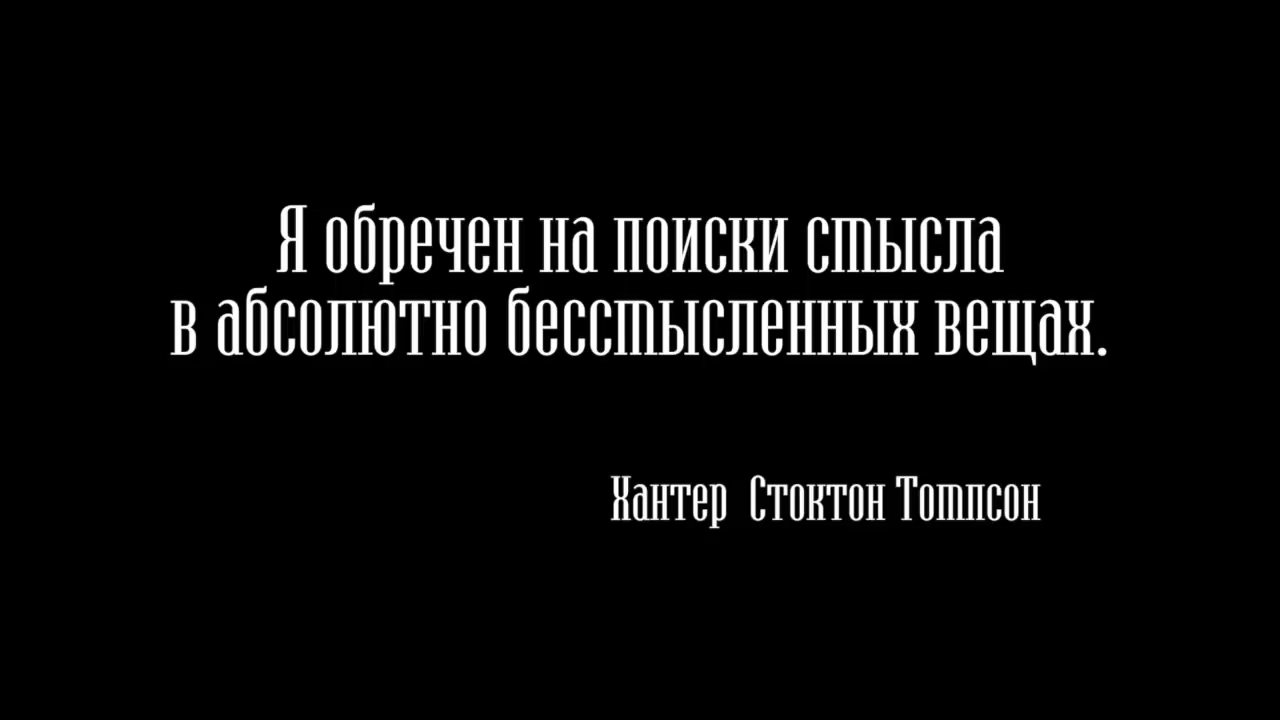 Я обречен на поиски смысла
в абсолютно бессмысленных вещах.
Хантер Стоктон Томпсон